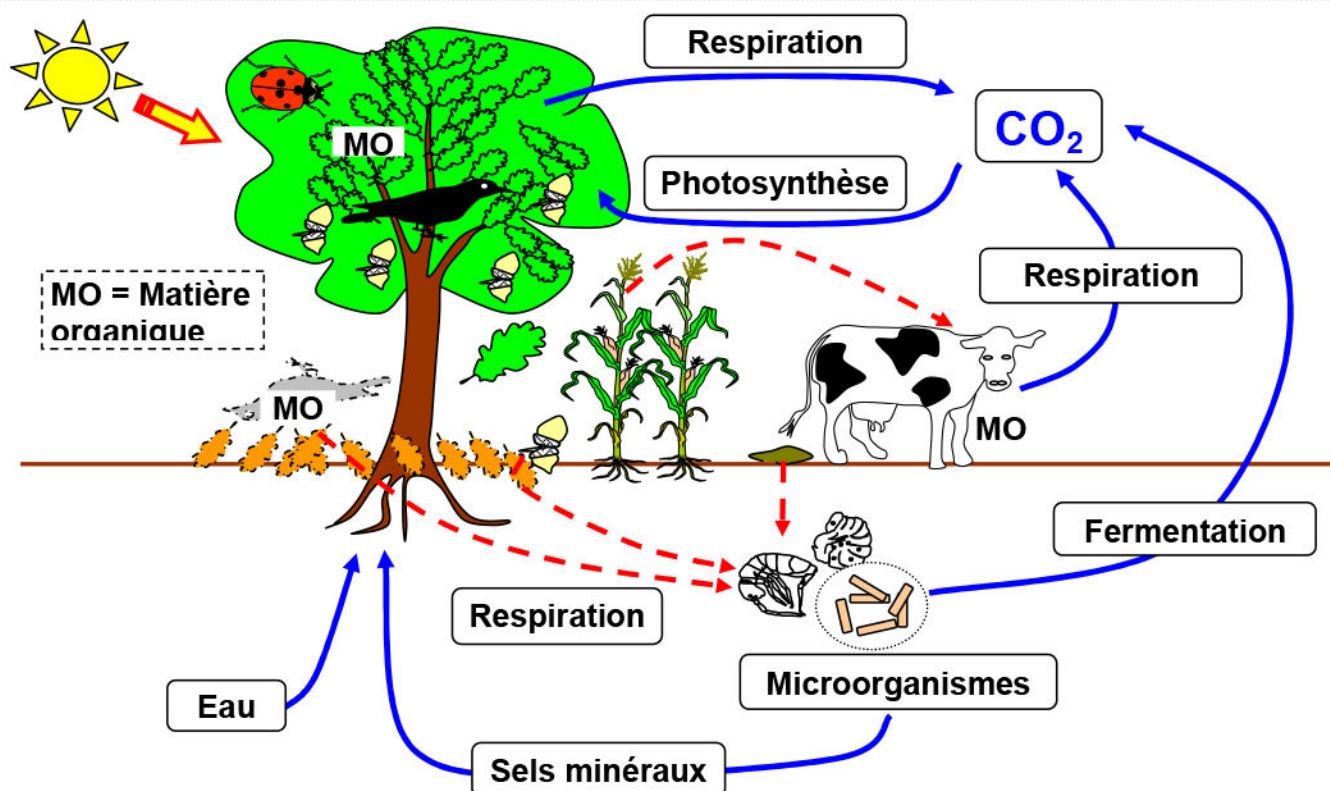 Respiration
CO₂
MO
Photosynthèse
Respiration
MO = Matière
organique
MO
MO
Fermentation
Respiration
Microorganismes
Eau
Sels minéraux